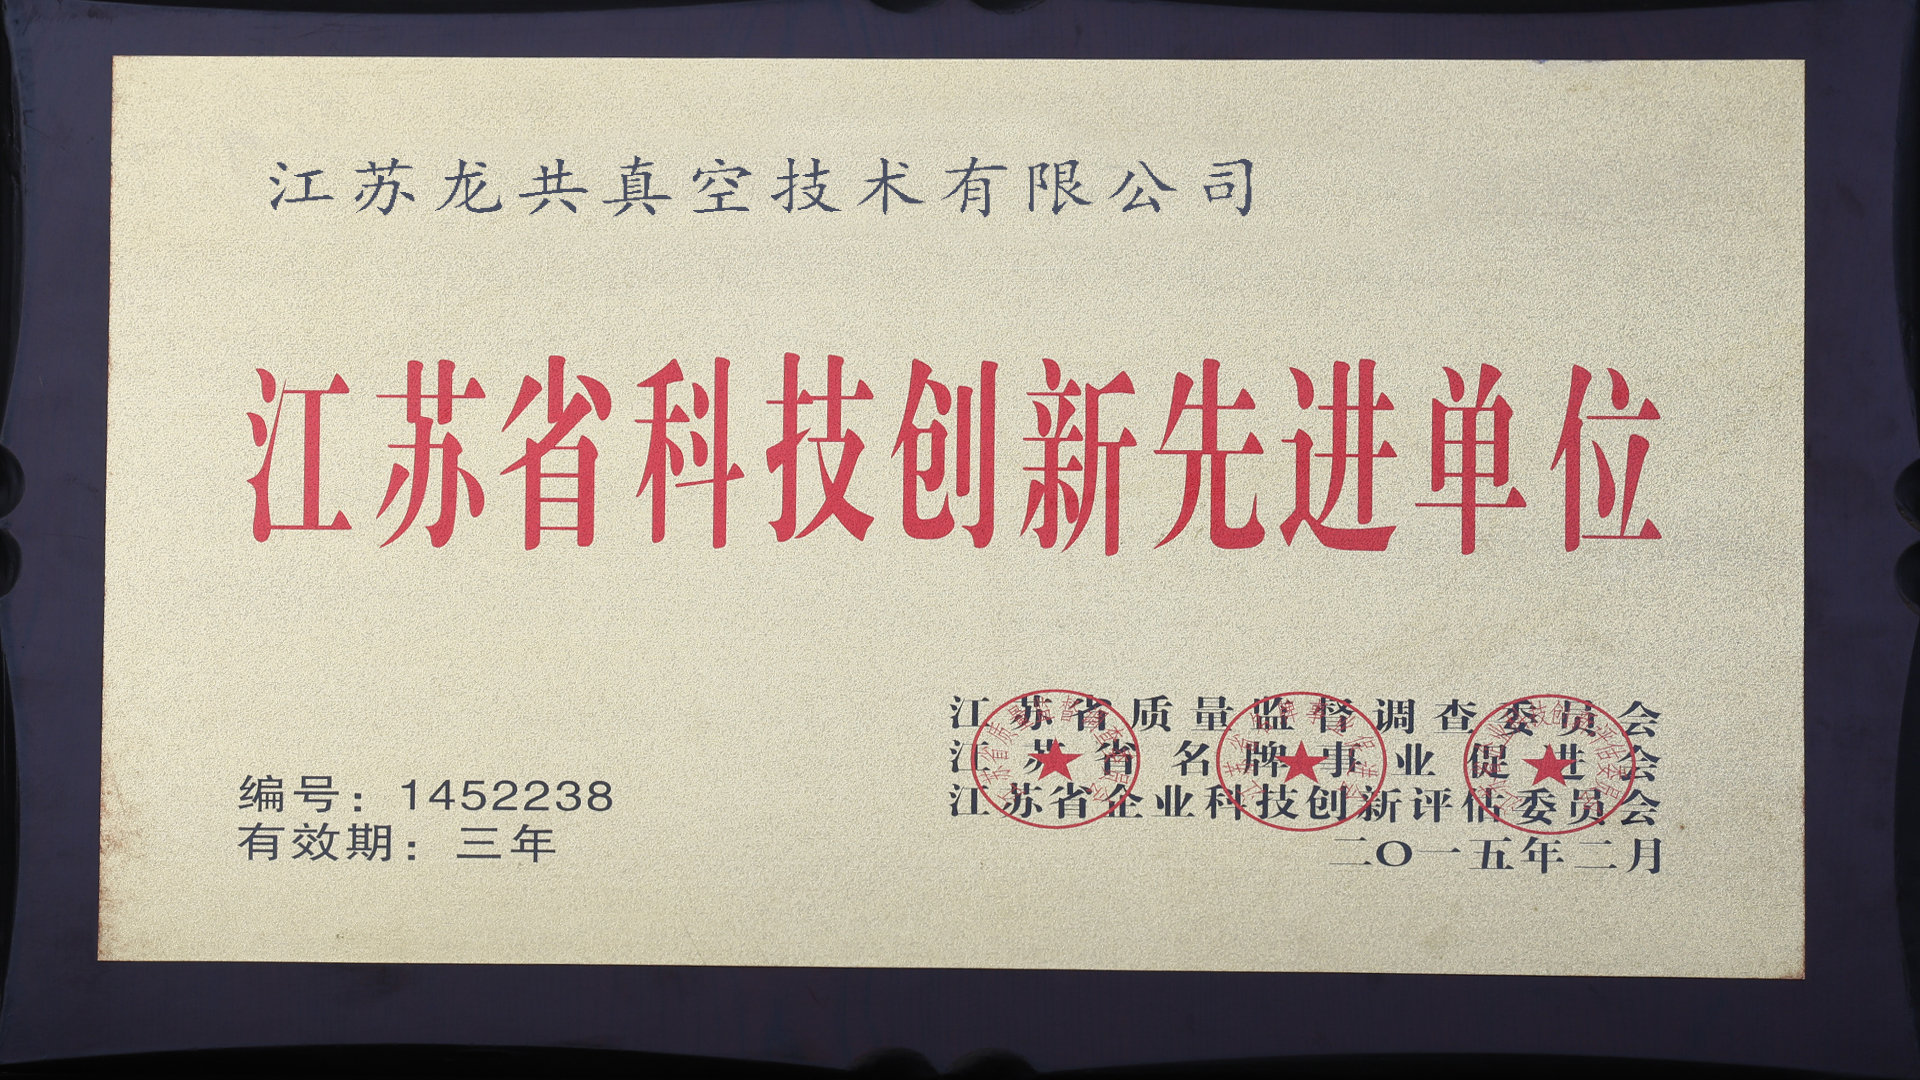 江苏龙共真空技术有限公司
江苏省科技创新先进单位
江苏省质量监督调查委员会
江苏省名牌事业促进会
江苏省企业科技创新评估委员会
二〇一五年二月
编号：1452238
有效期：三年